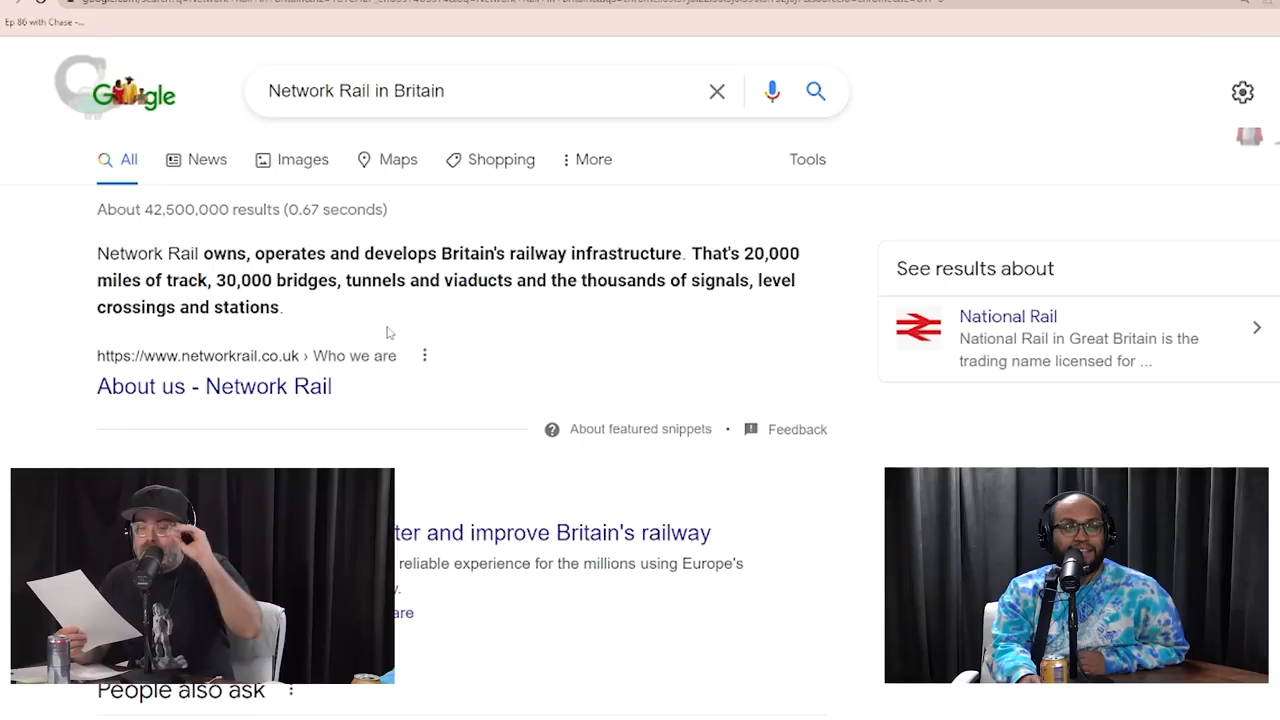 Ep 86 with Chase -...
Google
Network Rail in Britain
All
News
Images
Maps
Shopping
More
Tools
About 42,500,000 results (0.67 seconds)
Network Rail owns, operates and develops Britain's railway infrastructure. That's 20,000
miles of track, 30,000 bridges, tunnels and viaducts and the thousands of signals, level
crossings and stations.
https://www.networkrail.co.uk › Who we are
About us - Network Rail
About featured snippets
•
Feedback
See results about
National Rail
National Rail in Great Britain is the
trading name licensed for ...
ter and improve Britain's railway
reliable experience for the millions using Europe's
y.
are
People also ask